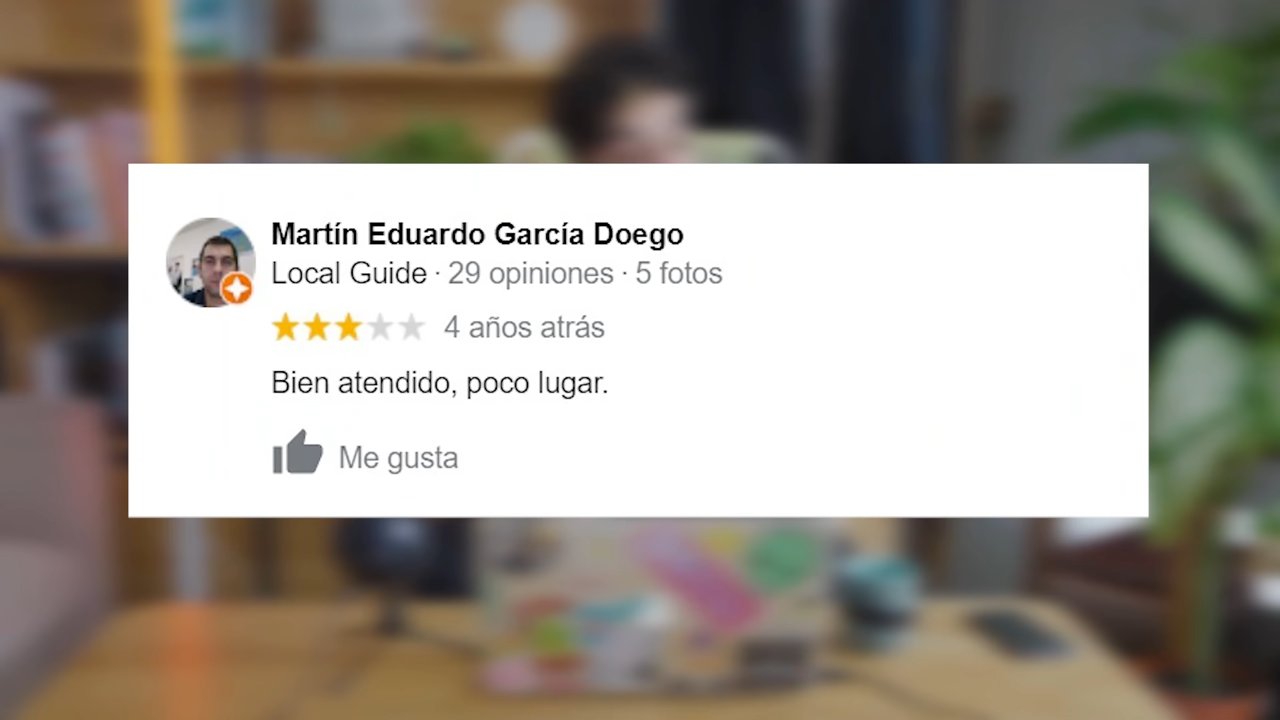 Martín Eduardo García Doego
Local Guide · 29 opiniones · 5 fotos
4 años atrás
Bien atendido, poco lugar.
Me gusta